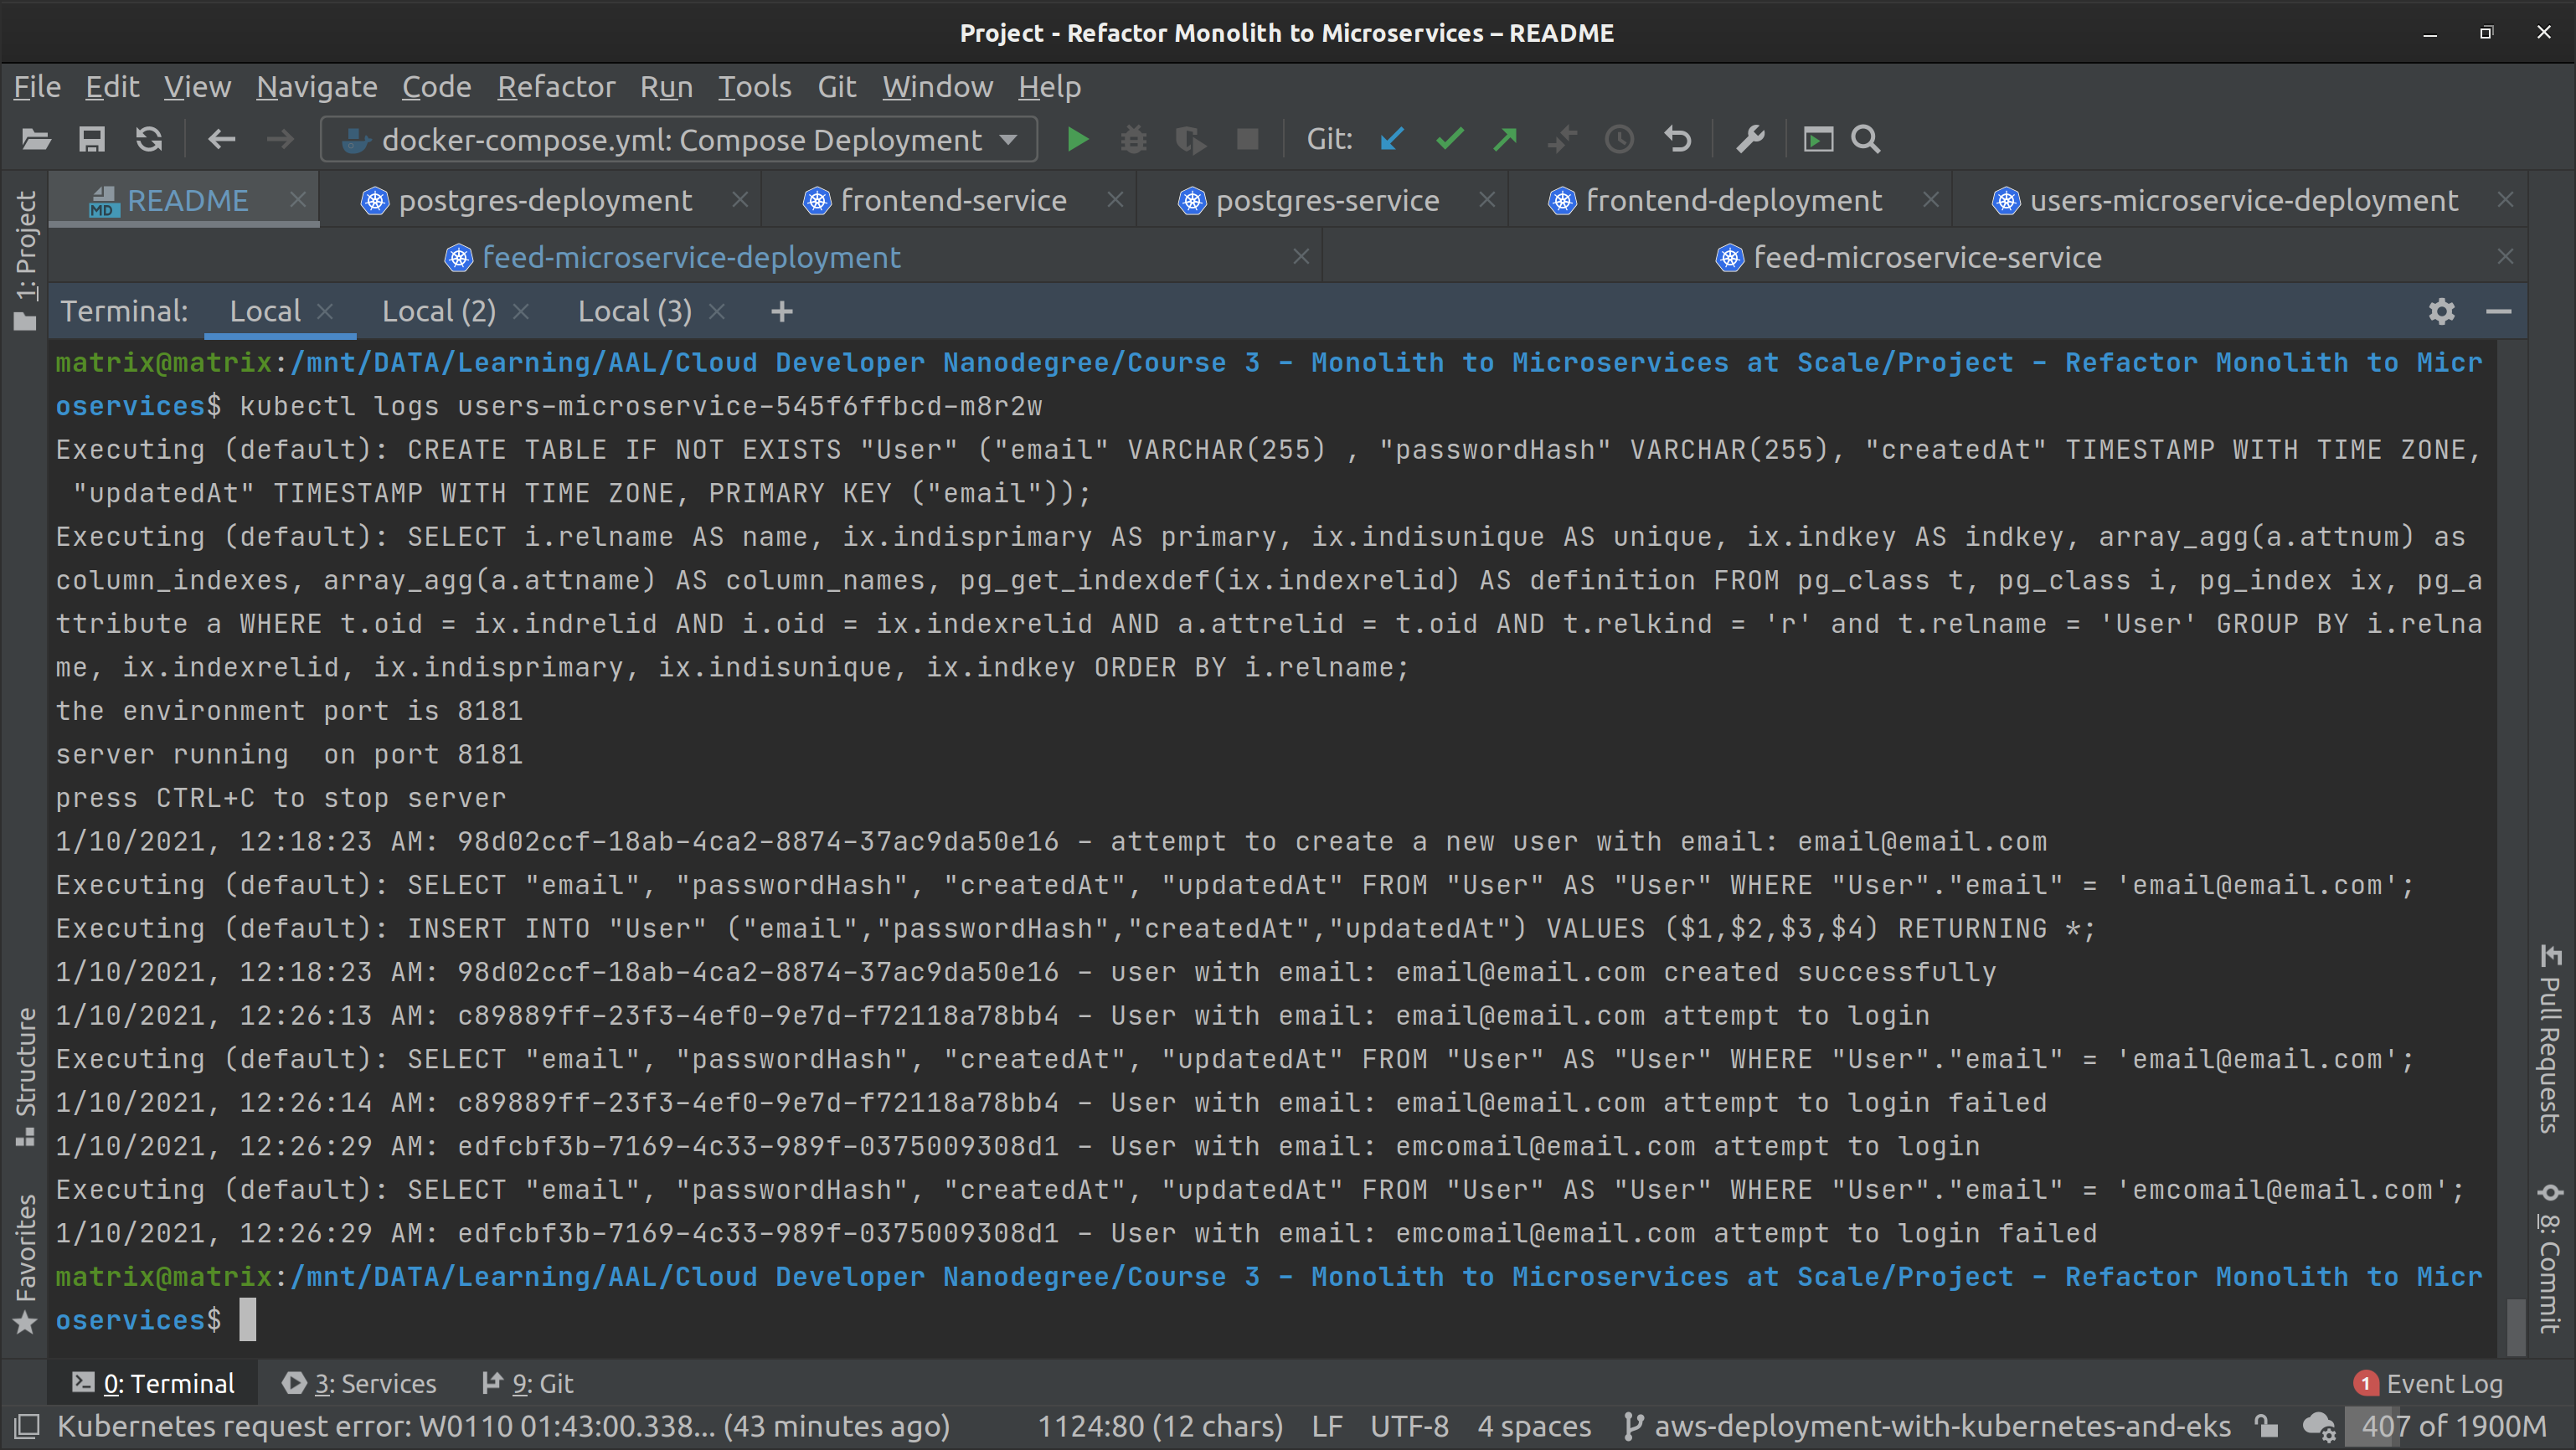 Project - Refactor Monolith to Microservices – README
File Edit View Navigate Code Refactor Run Tools Git Window Help
docker-compose.yml: Compose Deployment Git:
README postgres-deployment frontend-service postgres-service frontend-deployment users-microservice-deployment
feed-microservice-deployment feed-microservice-service
Terminal: Local Local (2) Local (3) +
matrix@matrix:/mnt/DATA/Learning/AAL/Cloud Developer Nanodegree/Course 3 - Monolith to Microservices at Scale/Project - Refactor Monolith to Micr
oservices$ kubectl logs users-microservice-545f6ffbcd-m8r2w
Executing (default): CREATE TABLE IF NOT EXISTS "User" ("email" VARCHAR(255) , "passwordHash" VARCHAR(255), "createdAt" TIMESTAMP WITH TIME ZONE,
"updatedAt" TIMESTAMP WITH TIME ZONE, PRIMARY KEY ("email"));
Executing (default): SELECT i.relname AS name, ix.indisprimary AS primary, ix.indisunique AS unique, ix.indkey AS indkey, array_agg(a.attnum) as
column_indexes, array_agg(a.attname) AS column_names, pg_get_indexdef(ix.indexrelid) AS definition FROM pg_class t, pg_class i, pg_index ix, pg_a
ttribute a WHERE t.oid = ix.indrelid AND i.oid = ix.indexrelid AND a.attrelid = t.oid AND t.relkind = 'r' and t.relname = 'User' GROUP BY i.relna
me, ix.indexrelid, ix.indisprimary, ix.indisunique, ix.indkey ORDER BY i.relname;
the environment port is 8181
server running  on port 8181
press CTRL+C to stop server
1/10/2021, 12:18:23 AM: 98d02ccf-18ab-4ca2-8874-37ac9da50e16 - attempt to create a new user with email: email@email.com
Executing (default): SELECT "email", "passwordHash", "createdAt", "updatedAt" FROM "User" AS "User" WHERE "User"."email" = 'email@email.com';
Executing (default): INSERT INTO "User" ("email","passwordHash","createdAt","updatedAt") VALUES ($1,$2,$3,$4) RETURNING *;
1/10/2021, 12:18:23 AM: 98d02ccf-18ab-4ca2-8874-37ac9da50e16 - user with email: email@email.com created successfully
1/10/2021, 12:26:13 AM: c89889ff-23f3-4ef0-9e7d-f72118a78bb4 - User with email: email@email.com attempt to login
Executing (default): SELECT "email", "passwordHash", "createdAt", "updatedAt" FROM "User" AS "User" WHERE "User"."email" = 'email@email.com';
1/10/2021, 12:26:14 AM: c89889ff-23f3-4ef0-9e7d-f72118a78bb4 - User with email: email@email.com attempt to login failed
1/10/2021, 12:26:29 AM: edfcbf3b-7169-4c33-989f-0375009308d1 - User with email: emcomail@email.com attempt to login
Executing (default): SELECT "email", "passwordHash", "createdAt", "updatedAt" FROM "User" AS "User" WHERE "User"."email" = 'emcomail@email.com';
1/10/2021, 12:26:29 AM: edfcbf3b-7169-4c33-989f-0375009308d1 - User with email: emcomail@email.com attempt to login failed
matrix@matrix:/mnt/DATA/Learning/AAL/Cloud Developer Nanodegree/Course 3 - Monolith to Microservices at Scale/Project - Refactor Monolith to Micr
oservices$
1: Project
Structure
Favorites
Pull Requests
8: Commit
0: Terminal 3: Services 9: Git 1 Event Log
Kubernetes request error: W0110 01:43:00.338... (43 minutes ago) 1124:80 (12 chars) LF UTF-8 4 spaces aws-deployment-with-kubernetes-and-eks 407 of 1900M